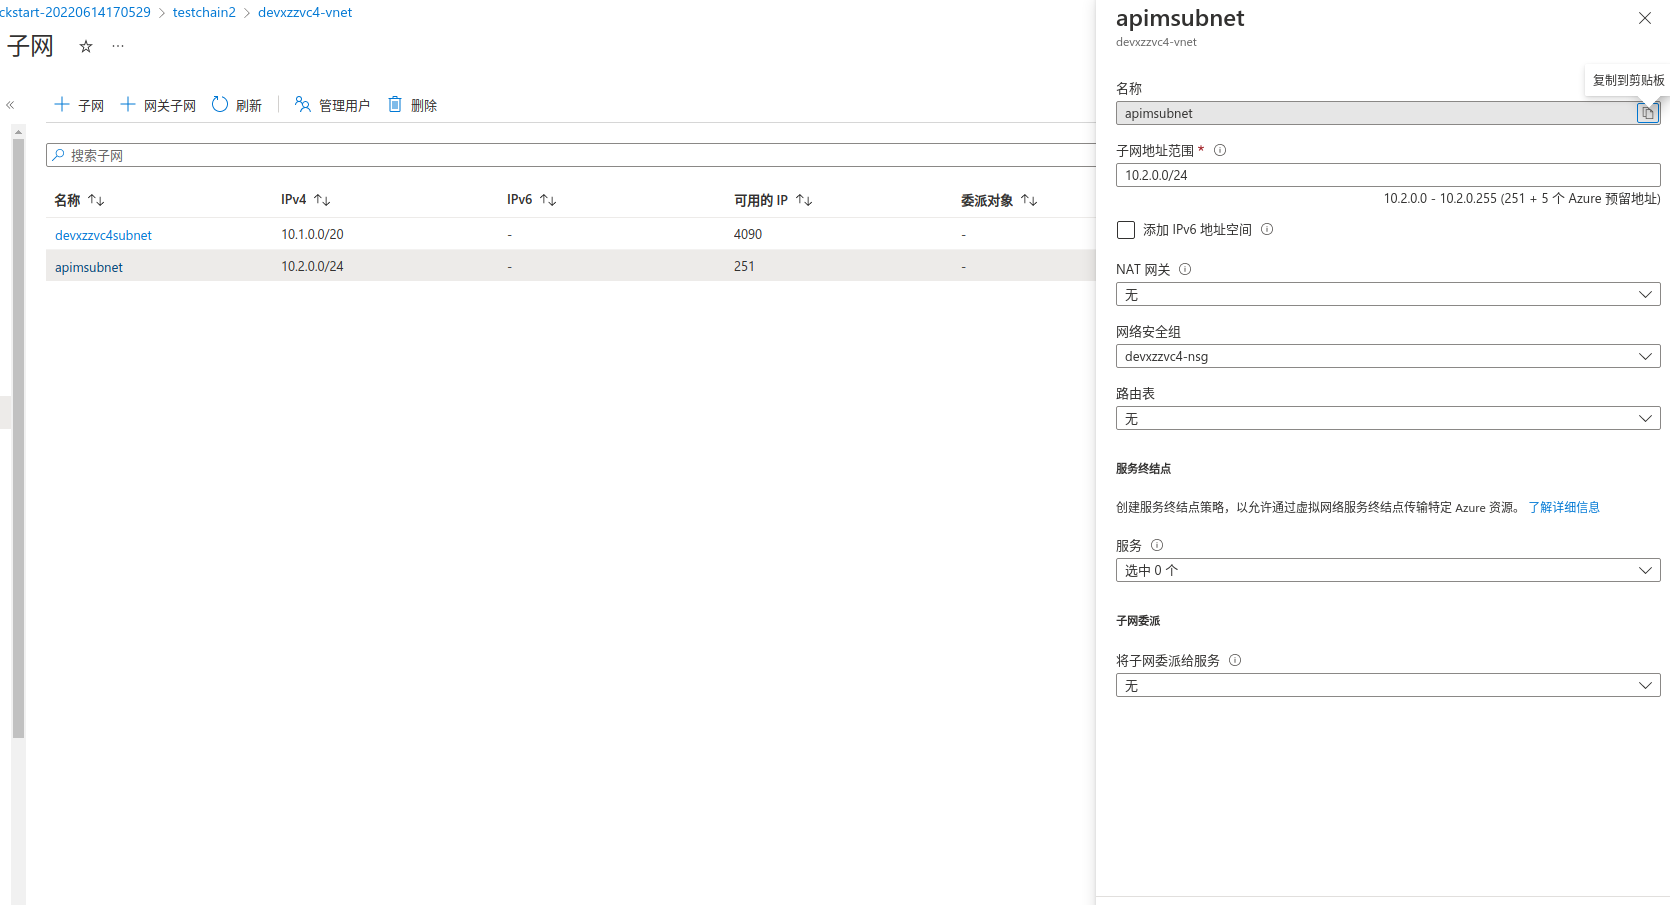 ckstart-20220614170529 > testchain2 > devxzzvc4-vnet
子网
子网 网关子网 刷新 管理用户 删除
搜索子网
名称 IPv4 IPv6 可用的 IP 委派对象
devxzzvc4subnet 10.1.0.0/20 - 4090 -
apimsubnet 10.2.0.0/24 - 251 -
apimsubnet
devxzzvc4-vnet
复制到剪贴板
名称
apimsubnet
子网地址范围 *
10.2.0.0/24
10.2.0.0 - 10.2.0.255 (251 + 5 个 Azure 预留地址)
添加 IPv6 地址空间
NAT 网关
无
网络安全组
devxzzvc4-nsg
路由表
无
服务终结点
创建服务终结点策略，以允许通过虚拟网络服务终结点传输特定 Azure 资源。 了解详细信息
服务
选中 0 个
子网委派
将子网委派给服务
无